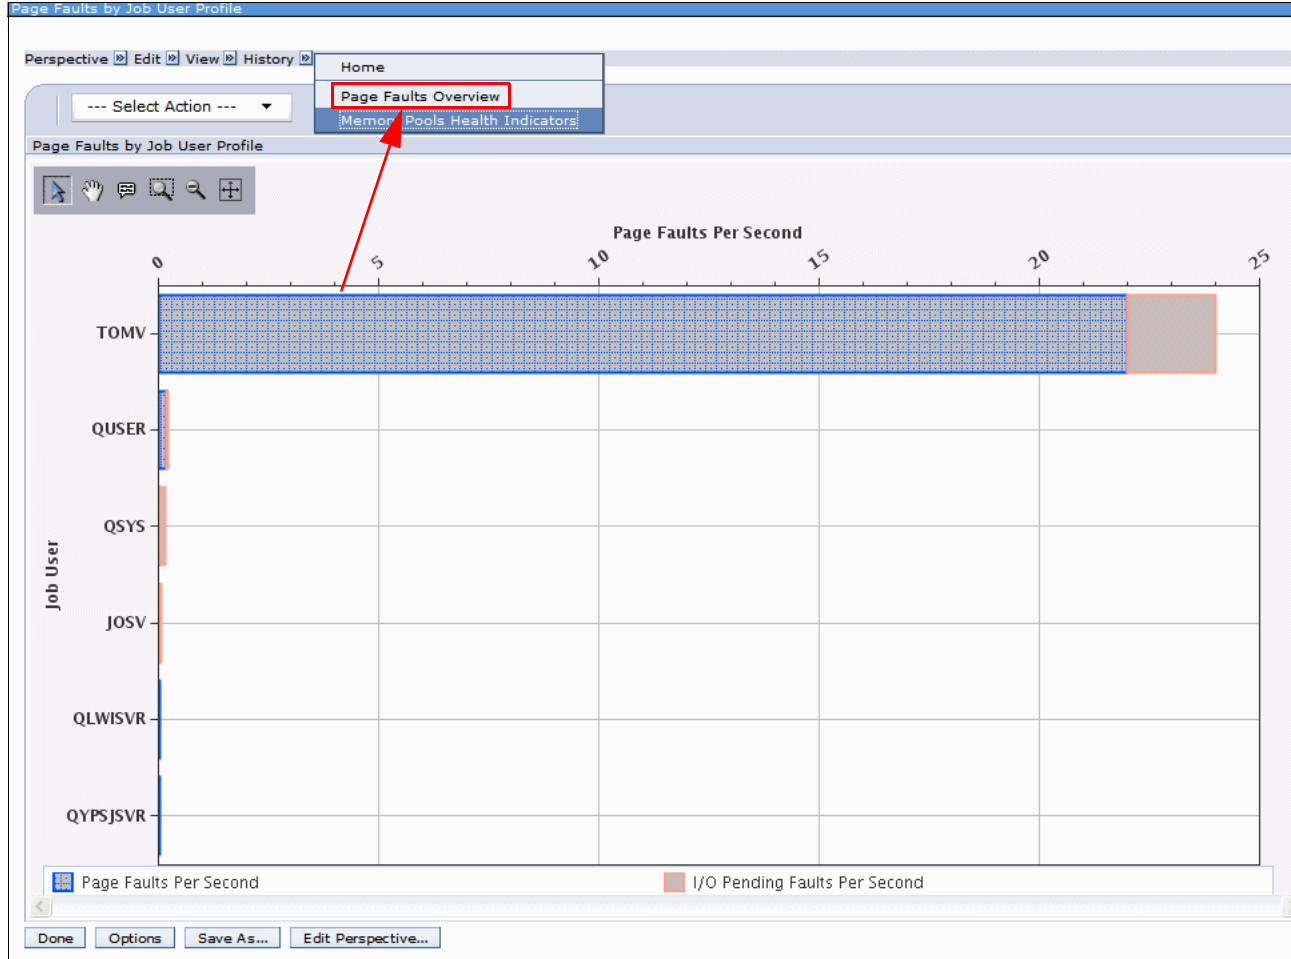 Page Faults by Job User Profile
Perspective Edit View History
Home
Page Faults Overview
Memory Pools Health Indicators
--- Select Action ---
Page Faults by Job User Profile
Page Faults Per Second
0 5 10 15 20 25
TOMV
QUSER
QSYS
JOSV
QLWISVR
QYPSJSVR
Job User
Page Faults Per Second
I/O Pending Faults Per Second
Done Options Save As... Edit Perspective...